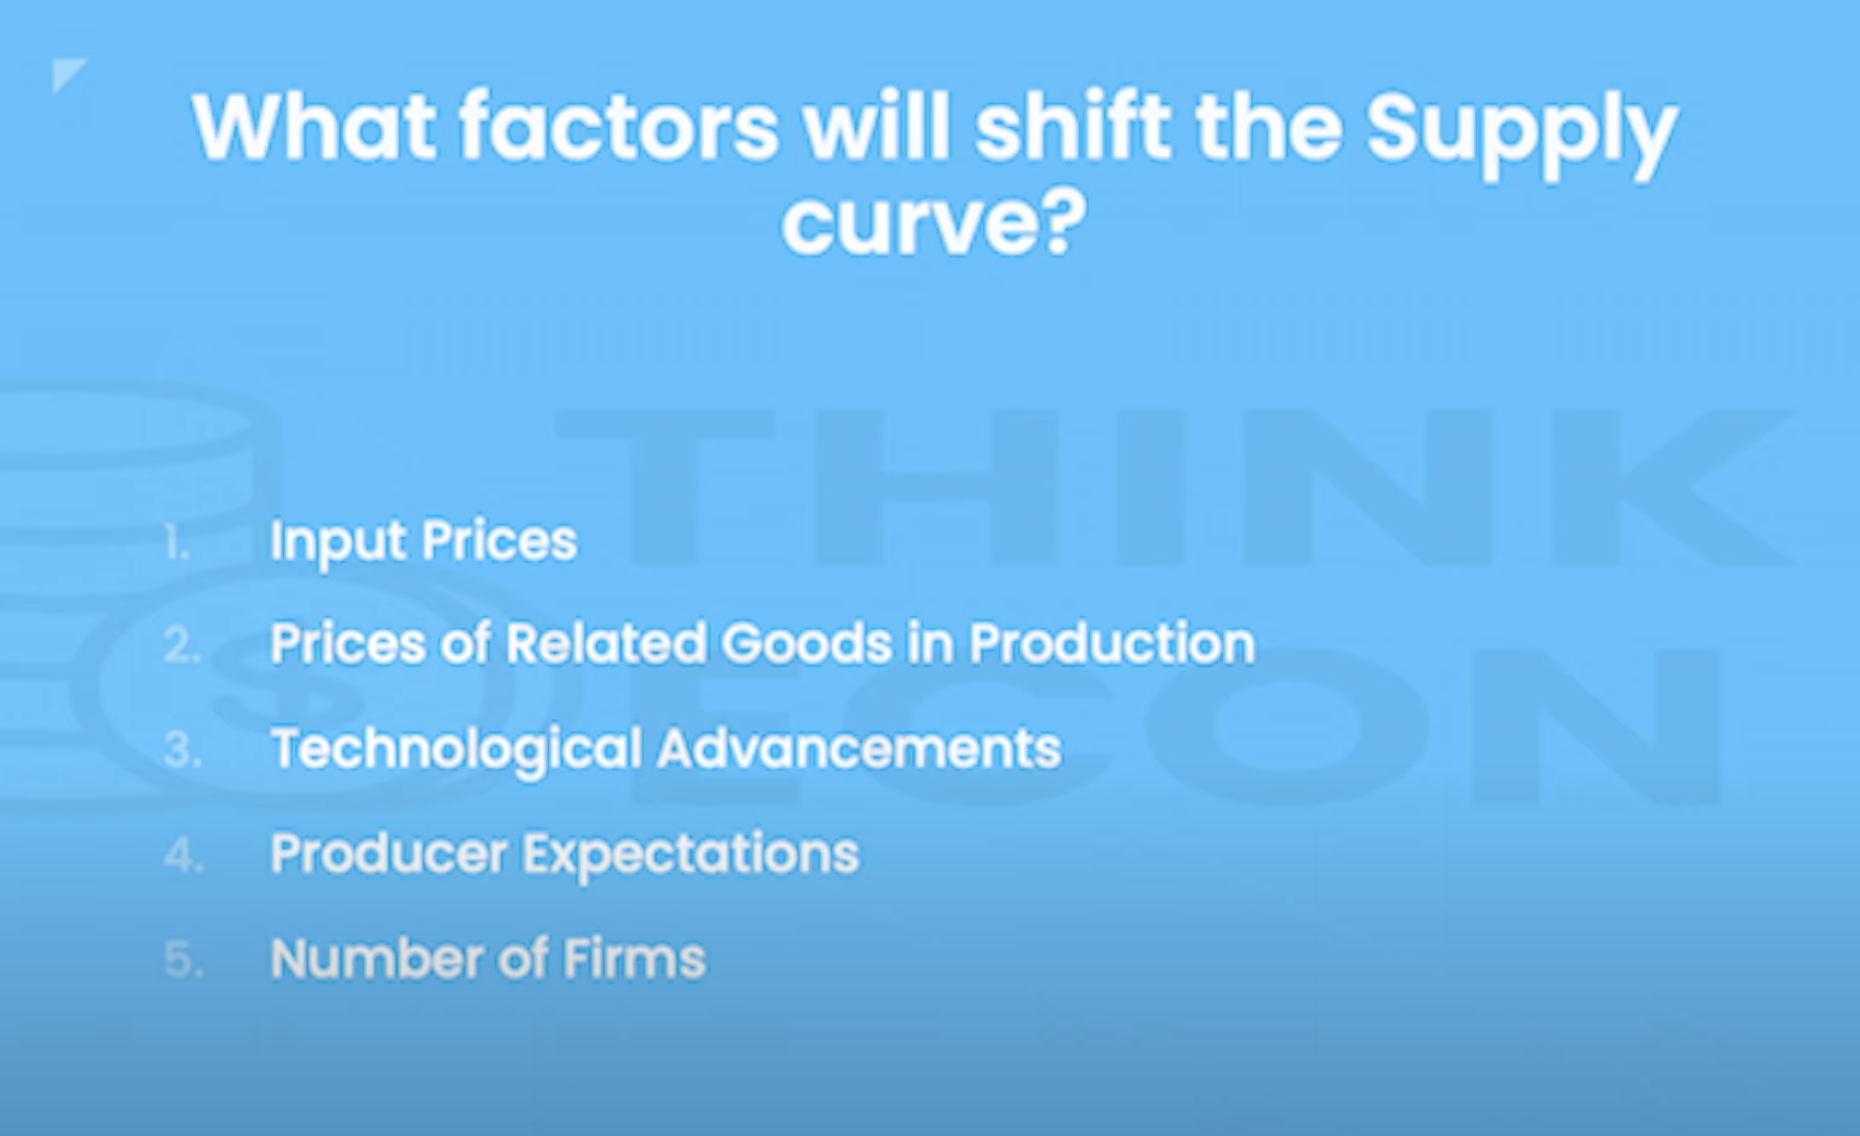 What factors will shift the Supply
curve?
THINK
ECON
1. Input Prices
2. Prices of Related Goods in Production
3. Technological Advancements
4. Producer Expectations
5. Number of Firms
$